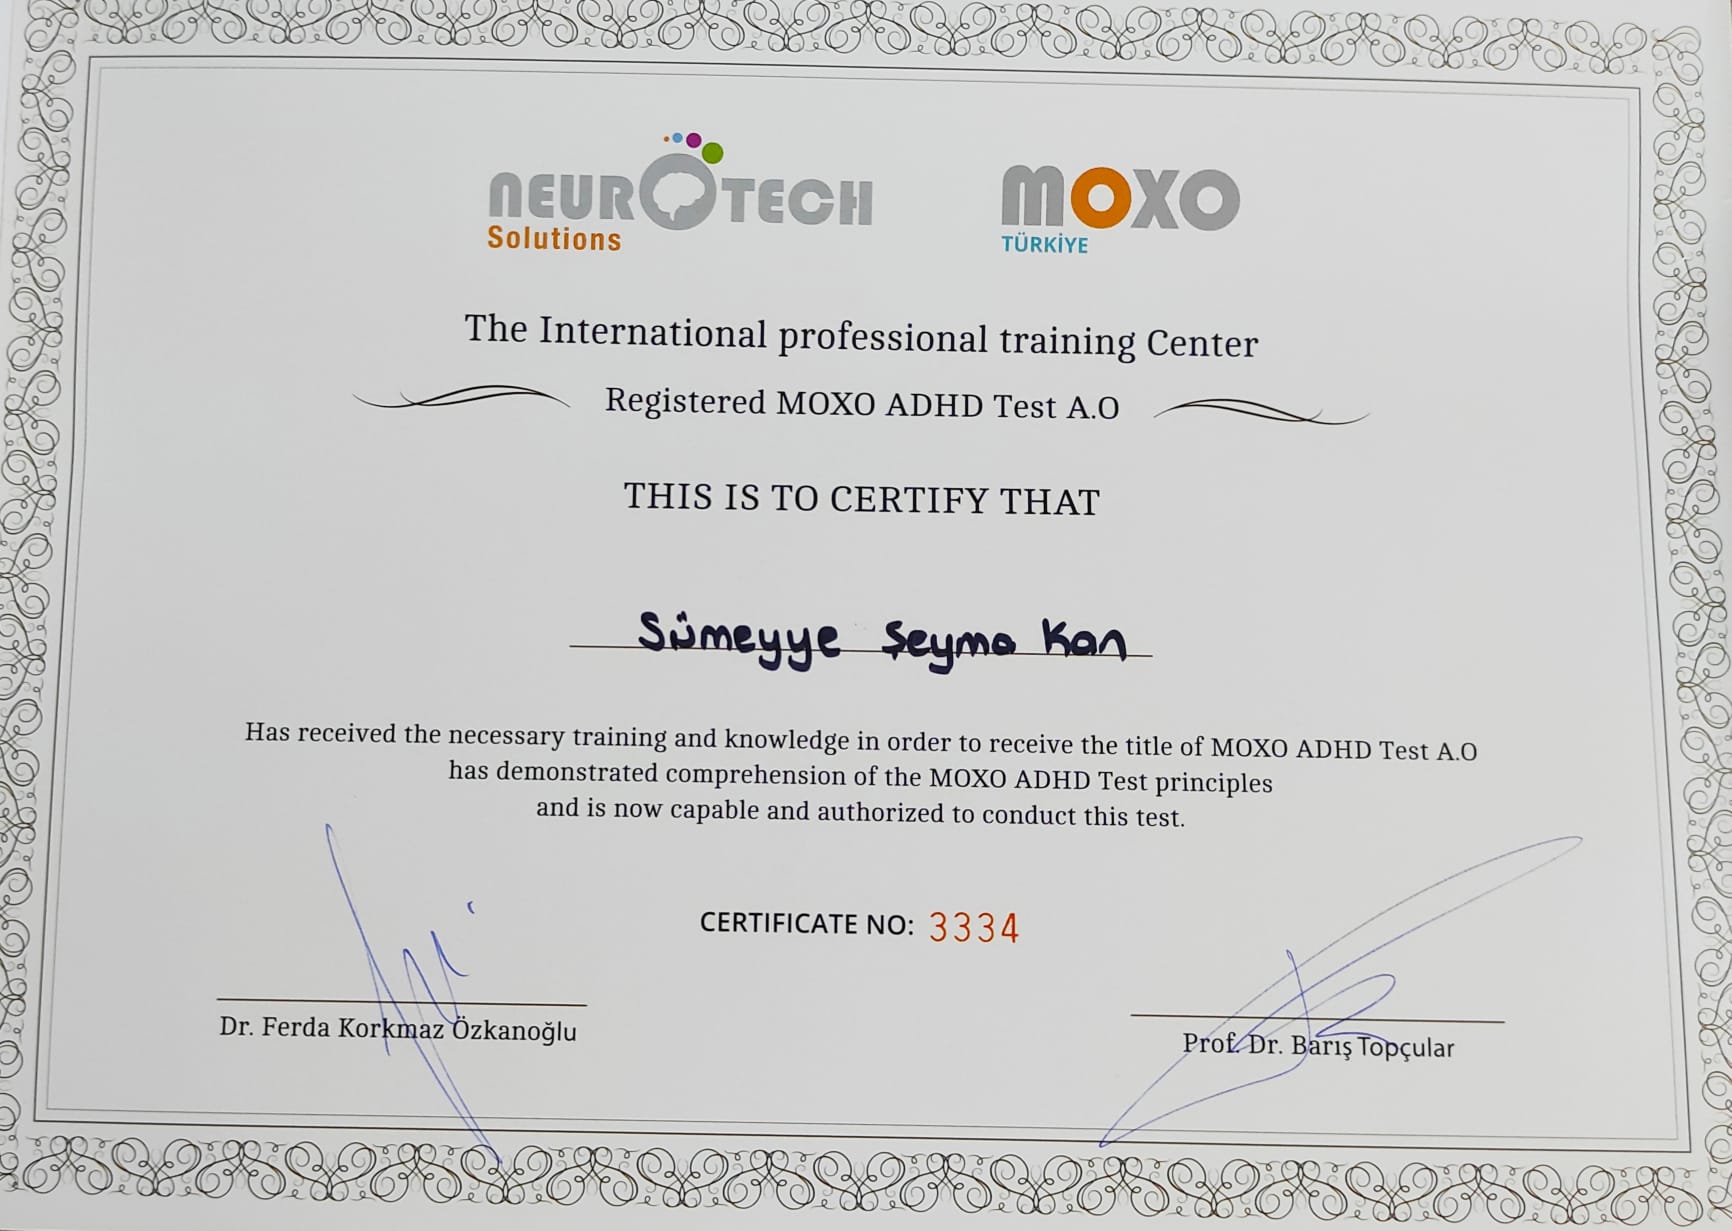 NEUROTECH
Solutions
MOXO
TÜRKİYE
The International professional training Center
Registered MOXO ADHD Test A.O
THIS IS TO CERTIFY THAT
Sümeyye Şeyma Kan
Has received the necessary training and knowledge in order to receive the title of MOXO ADHD Test A.O
has demonstrated comprehension of the MOXO ADHD Test principles
and is now capable and authorized to conduct this test.
CERTIFICATE NO: 3334
Dr. Ferda Korkmaz Özkanoğlu
Prof. Dr. Barış Topçular